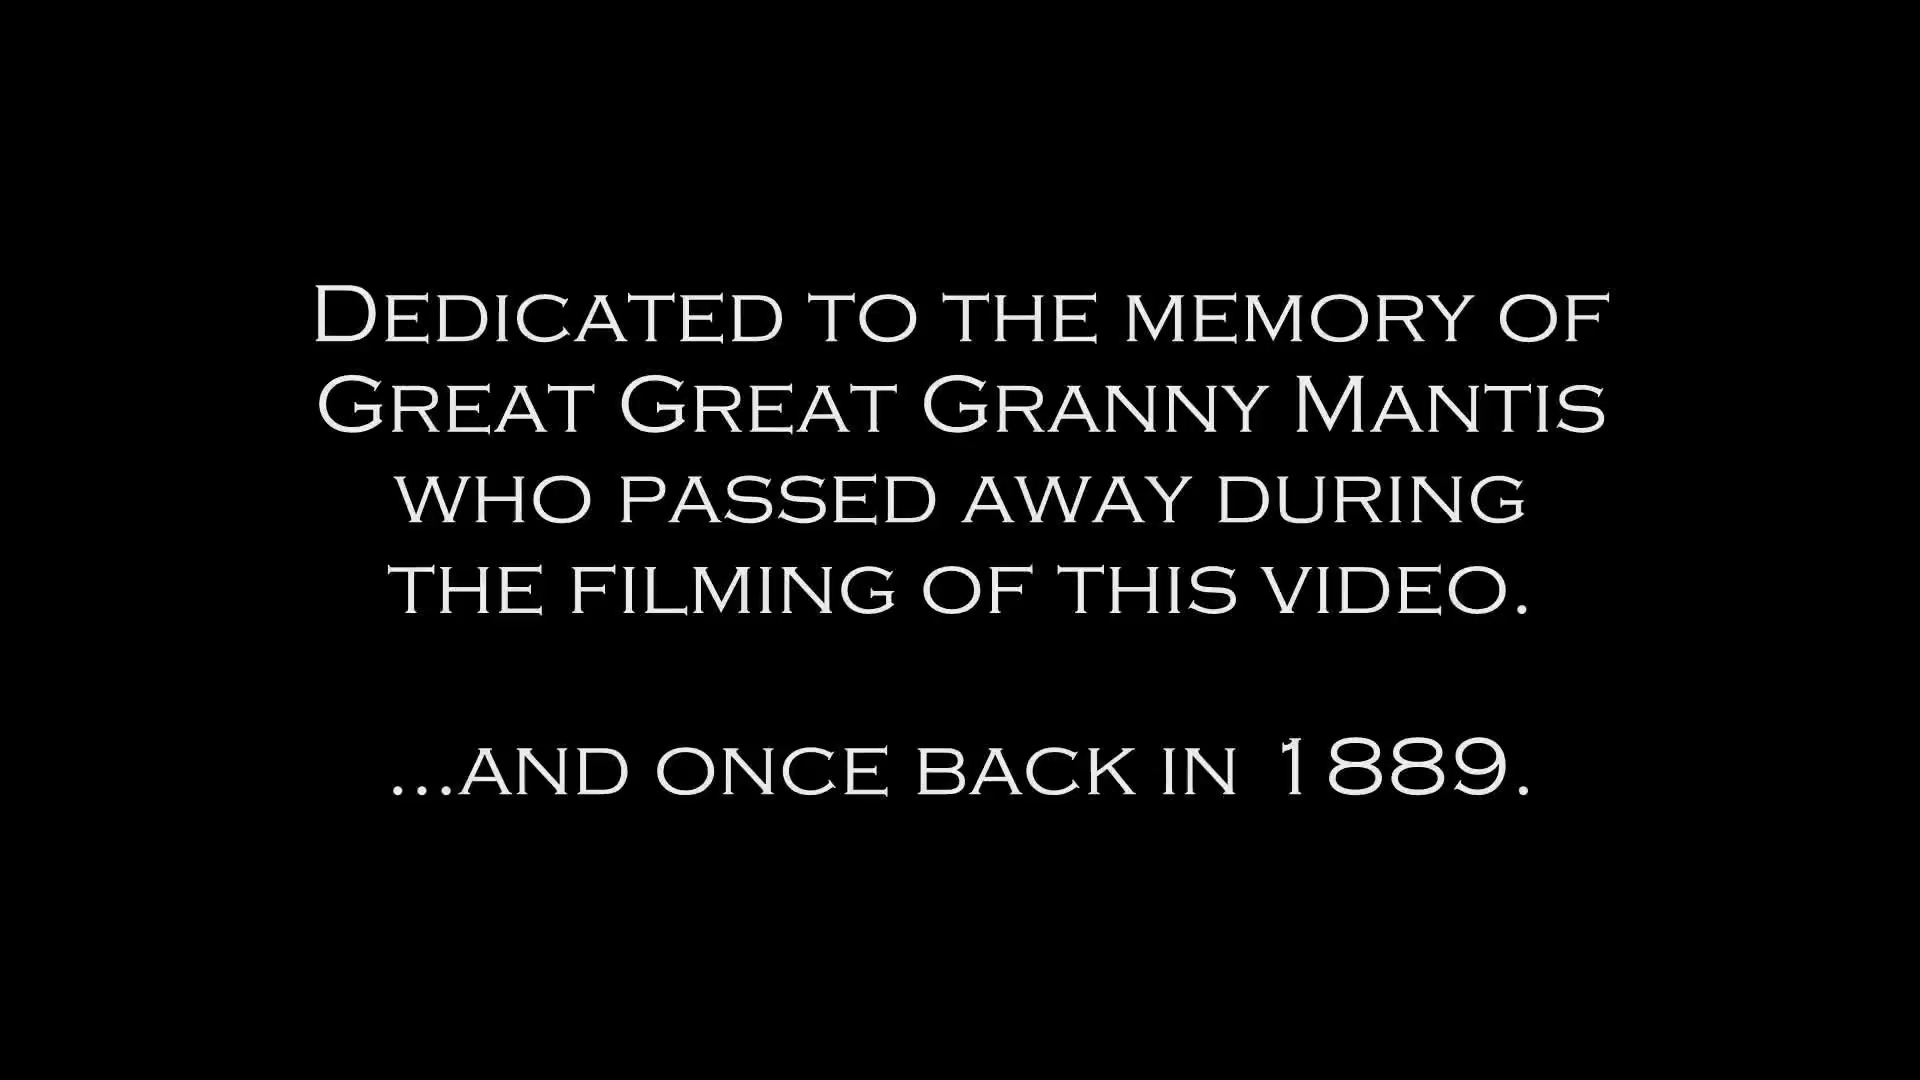 Dedicated to the memory of
Great Great Granny Mantis
who passed away during
the filming of this video.
...and once back in 1889.